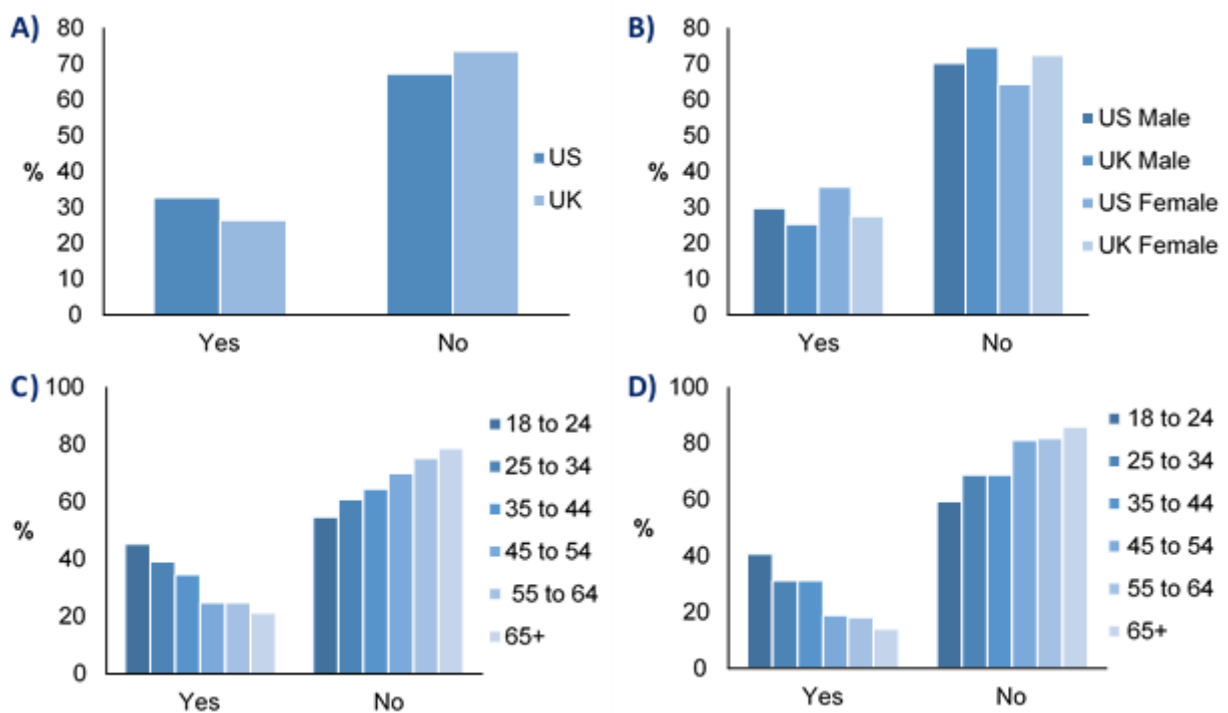 A)
80
70
60
50
40
30
20
10
0
%
Yes
No
US
UK
B)
80
70
60
50
40
30
20
10
0
%
Yes
No
US Male
UK Male
US Female
UK Female
C)
100
80
60
40
20
0
%
Yes
No
18 to 24
25 to 34
35 to 44
45 to 54
55 to 64
65+
D)
100
80
60
40
20
0
%
Yes
No
18 to 24
25 to 34
35 to 44
45 to 54
55 to 64
65+